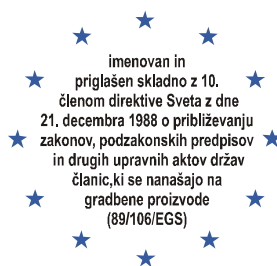 imenovan in
priglašen skladno z 10.
členom direktive Sveta z dne
21. decembra 1988 o približevanju
zakonov, podzakonskih predpisov
in drugih upravnih aktov držav
članic,ki se nanašajo na
gradbene proizvode
(89/106/EGS)